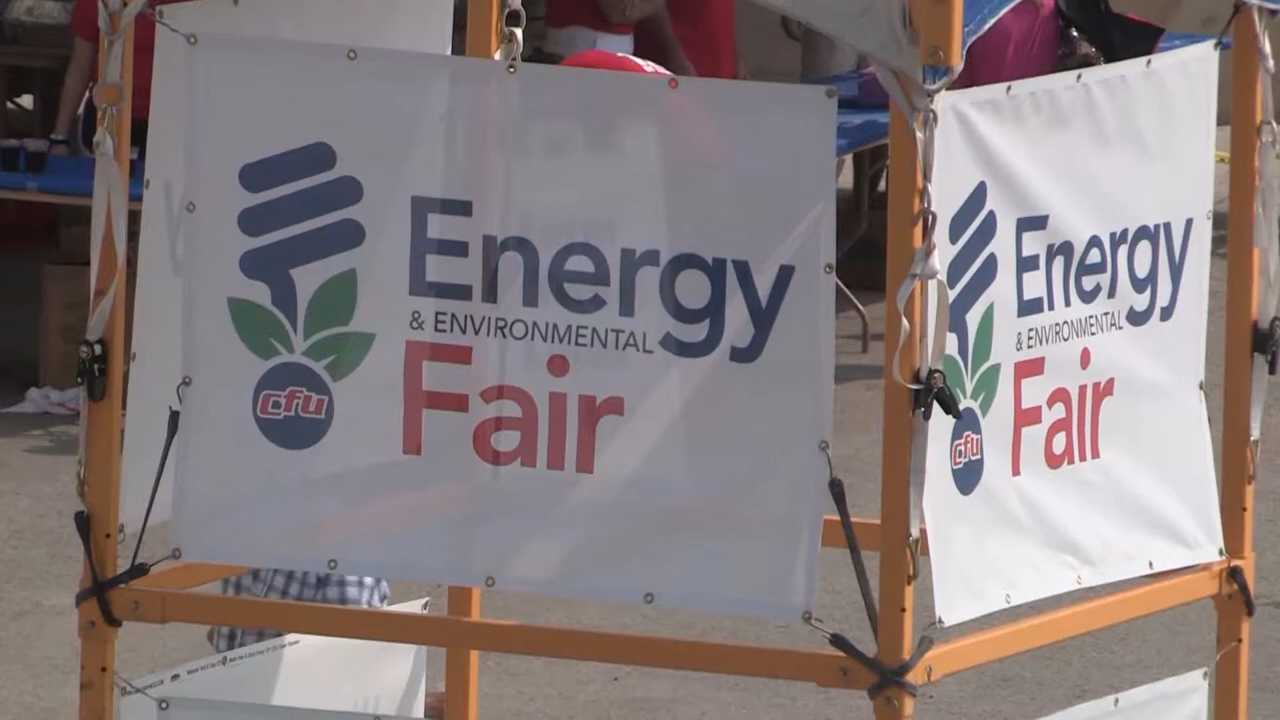 Energy
& ENVIRONMENTAL
Fair
cfu
Energy
& ENVIRONMENTAL
Fair
cfu